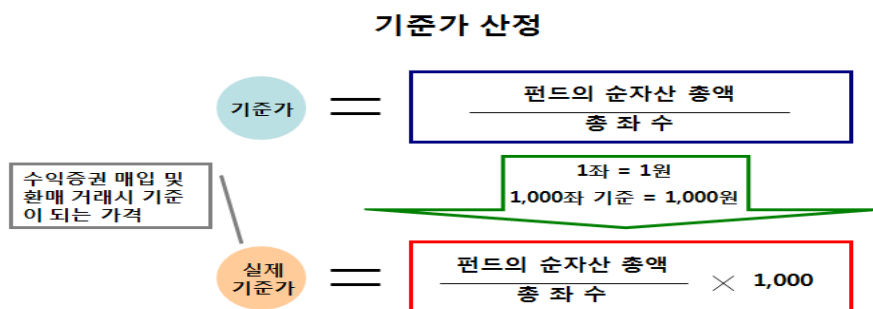 기준가 산정
기준가
펀드의 순자산 총액
총 좌 수
수익증권 매입 및
환매 거래시 기준
이 되는 가격
1좌 = 1원
1,000좌 기준 = 1,000원
실제
기준가
펀드의 순자산 총액
총 좌 수
× 1,000